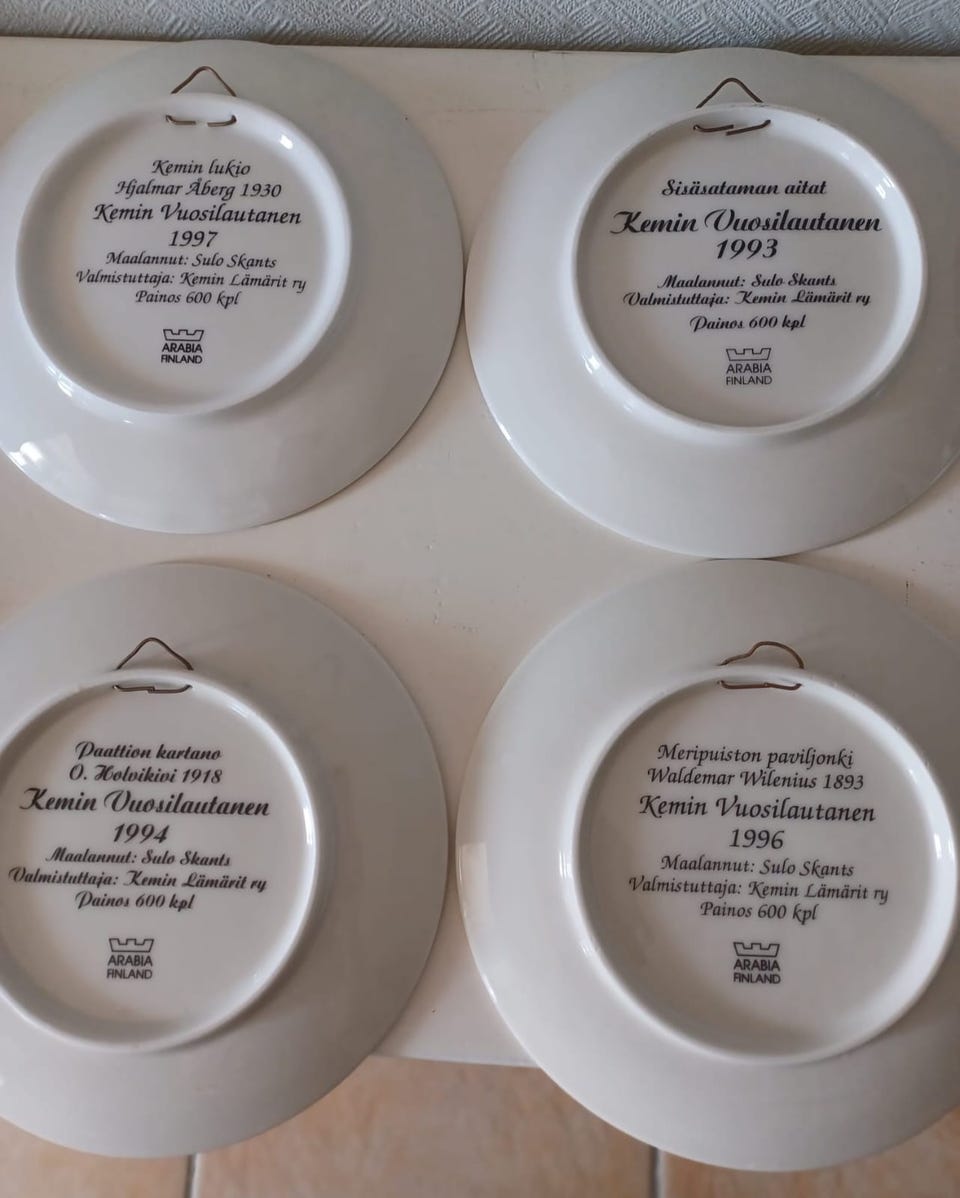 Kemin lukio
Hjalmar Åberg 1930
Kemin Vuosilautanen
1997
Maalannut: Sulo Skants
Valmistuttaja: Kemin Lämärit ry
Painos 600 kpl
ARABIA
FINLAND
Sisäsataman aitat
Kemin Vuosilautanen
1993
Maalannut: Sulo Skants
Valmistuttaja: Kemin Lämärit ry
Painos 600 kpl
ARABIA
FINLAND
Paattion kartano
O. Holvikivi 1918
Kemin Vuosilautanen
1994
Maalannut: Sulo Skants
Valmistuttaja: Kemin Lämärit ry
Painos 600 kpl
ARABIA
FINLAND
Meripuiston paviljonki
Waldemar Wilenius 1893
Kemin Vuosilautanen
1996
Maalannut: Sulo Skants
Valmistuttaja: Kemin Lämärit ry
Painos 600 kpl
ARABIA
FINLAND